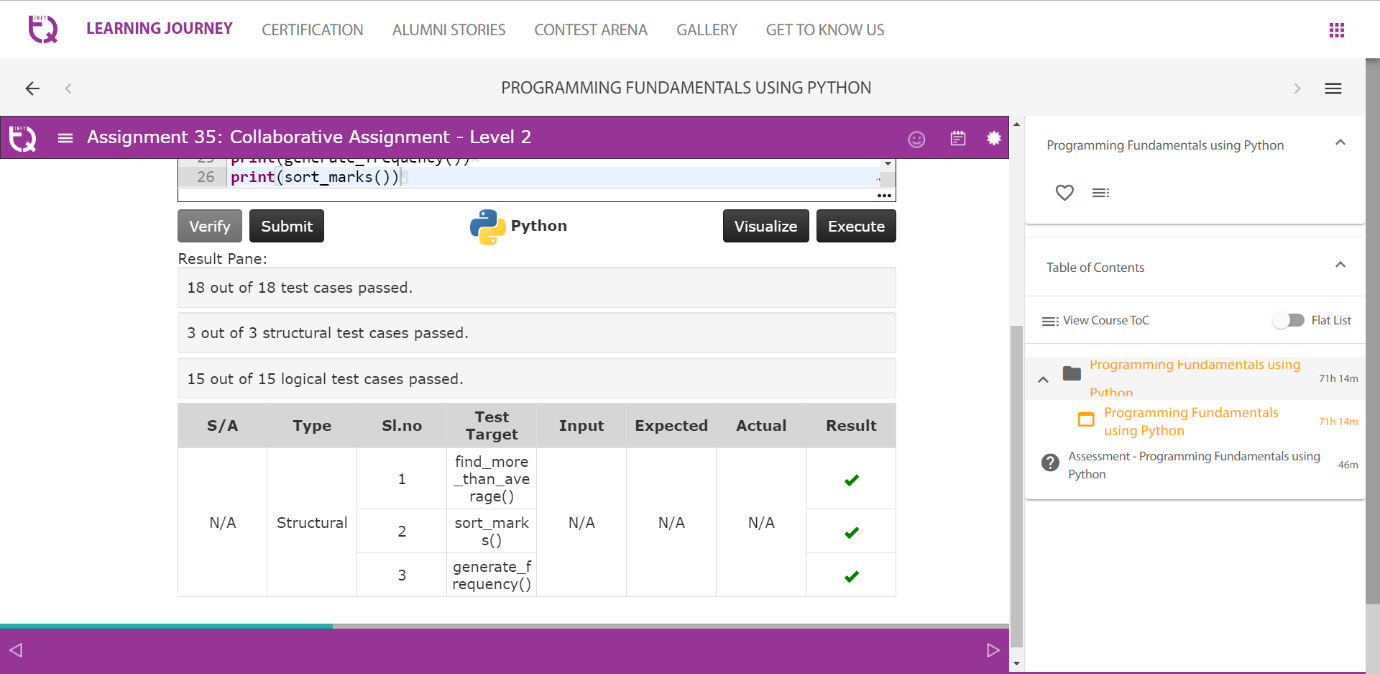 LEARNING JOURNEY CERTIFICATION ALUMNI STORIES CONTEST ARENA GALLERY GET TO KNOW US
PROGRAMMING FUNDAMENTALS USING PYTHON
Assignment 35: Collaborative Assignment - Level 2
25 print(generate_frequency())
26 print(sort_marks())
Verify Submit Python Visualize Execute
Result Pane:
18 out of 18 test cases passed.
3 out of 3 structural test cases passed.
15 out of 15 logical test cases passed.
S/A Type Sl.no Test Target Input Expected Actual Result
N/A Structural 1 find_more
_than_ave
rage() N/A N/A N/A
2 sort_mark
s()
3 generate_f
requency()
Programming Fundamentals using Python
Table of Contents
View Course ToC Flat List
Programming Fundamentals using
Python 71h 14m
Programming Fundamentals
using Python 71h 14m
Assessment - Programming Fundamentals using
Python 46m